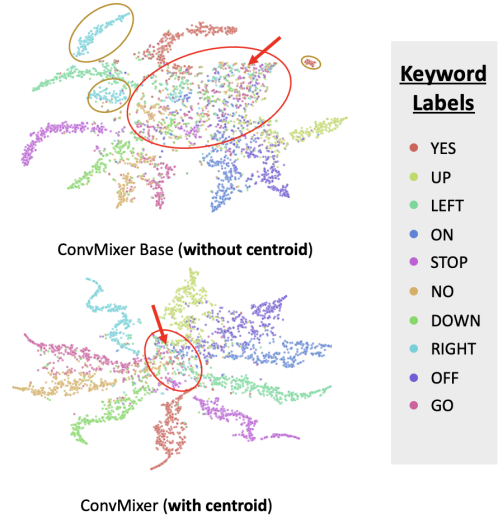 Keyword
Labels
YES
UP
LEFT
ON
STOP
NO
DOWN
RIGHT
OFF
GO
ConvMixer Base (without centroid)
ConvMixer (with centroid)